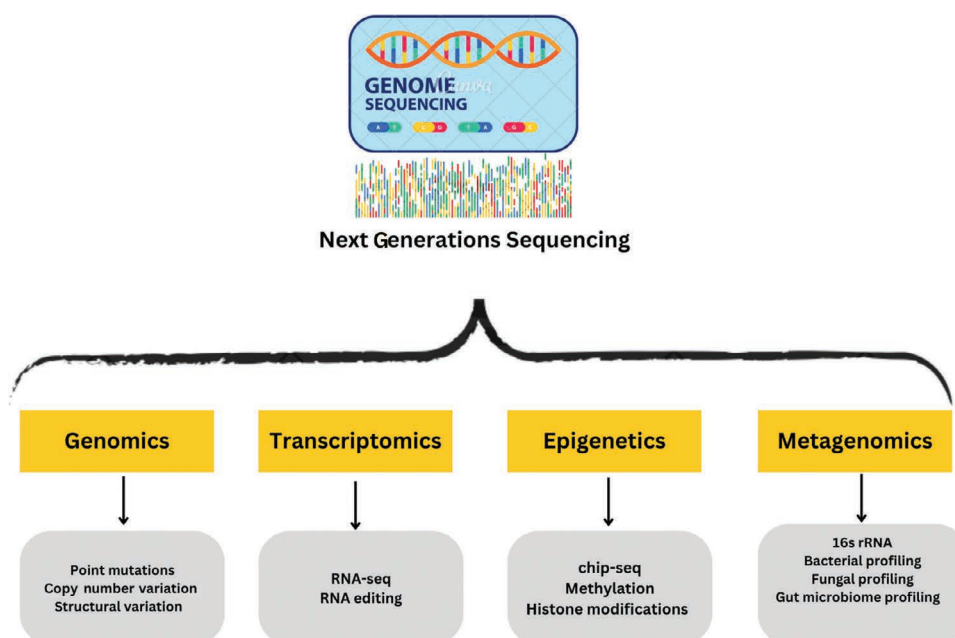 GENOME
Canva
SEQUENCING
A T C G T A G C
Next Generations Sequencing
Genomics
Transcriptomics
Epigenetics
Metagenomics
Point mutations
Copy number variation
Structural variation
RNA-seq
RNA editing
chip-seq
Methylation
Histone modifications
16s rRNA
Bacterial profiling
Fungal profiling
Gut microbiome profiling